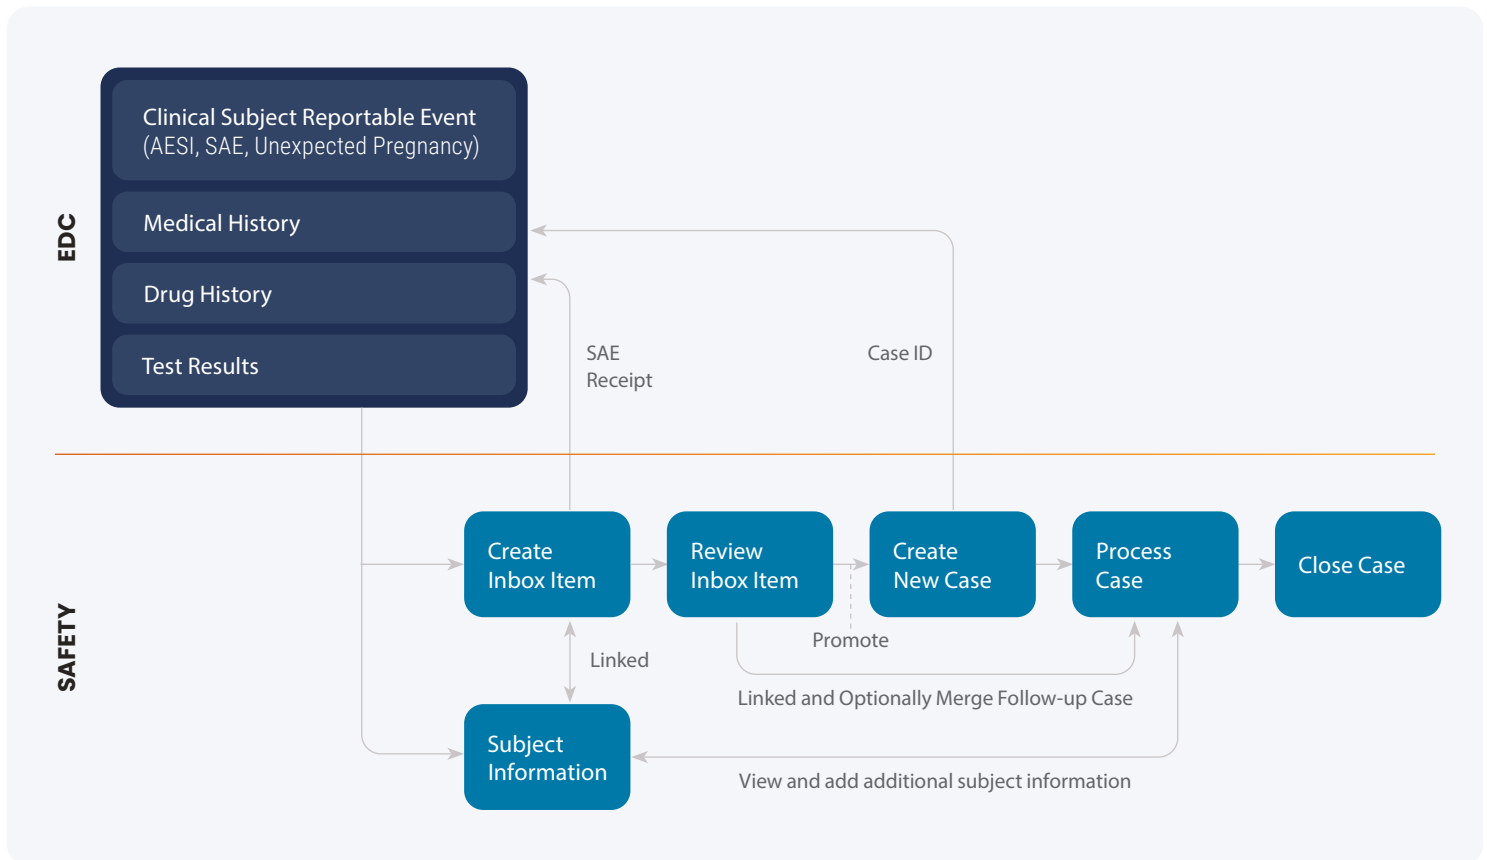 EDC
Clinical Subject Reportable Event
(AESI, SAE, Unexpected Pregnancy)
Medical History
Drug History
Test Results
SAE
Receipt
Case ID
SAFETY
Create
Inbox Item
Review
Inbox Item
Create
New Case
Process
Case
Close Case
Promote
Linked
Linked and Optionally Merge Follow-up Case
Subject
Information
View and add additional subject information